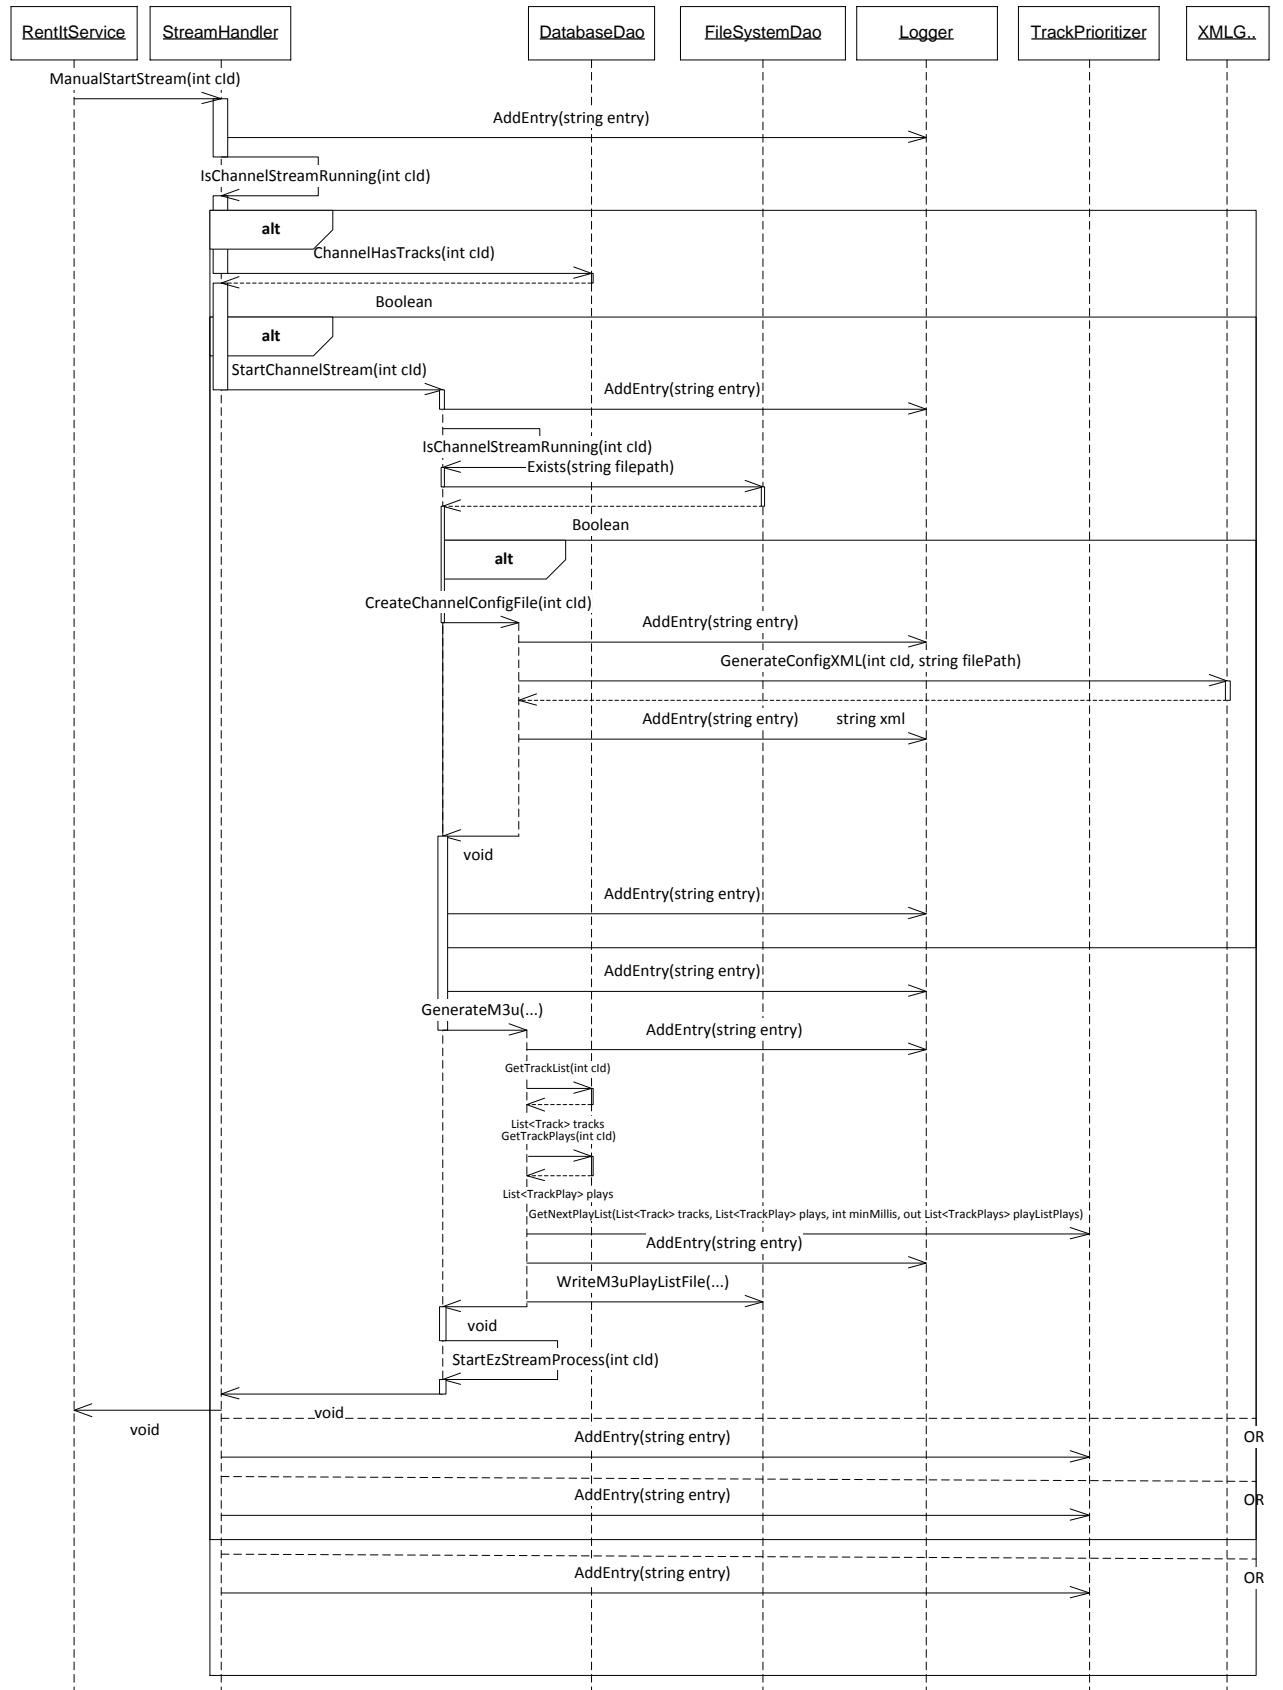 RentItService
StreamHandler
DatabaseDao
FileSystemDao
Logger
TrackPrioritizer
XMLG..
ManualStartStream(int cId)
AddEntry(string entry)
IsChannelStreamRunning(int cId)
alt
ChannelHasTracks(int cId)
Boolean
alt
StartChannelStream(int cId)
AddEntry(string entry)
IsChannelStreamRunning(int cId)
Exists(string filepath)
Boolean
alt
CreateChannelConfigFile(int cId)
AddEntry(string entry)
GenerateConfigXML(int cId, string filePath)
AddEntry(string entry)
string xml
void
AddEntry(string entry)
AddEntry(string entry)
GenerateM3u(...)
AddEntry(string entry)
GetTrackList(int cId)
List<Track> tracks
GetTrackPlays(int cId)
List<TrackPlay> plays
GetNextPlayList(List<Track> tracks, List<TrackPlay> plays, int minMillis, out List<TrackPlays> playListPlays)
AddEntry(string entry)
WriteM3uPlayListFile(...)
void
StartEzStreamProcess(int cId)
void
void
AddEntry(string entry)
OR
AddEntry(string entry)
OR
AddEntry(string entry)
OR